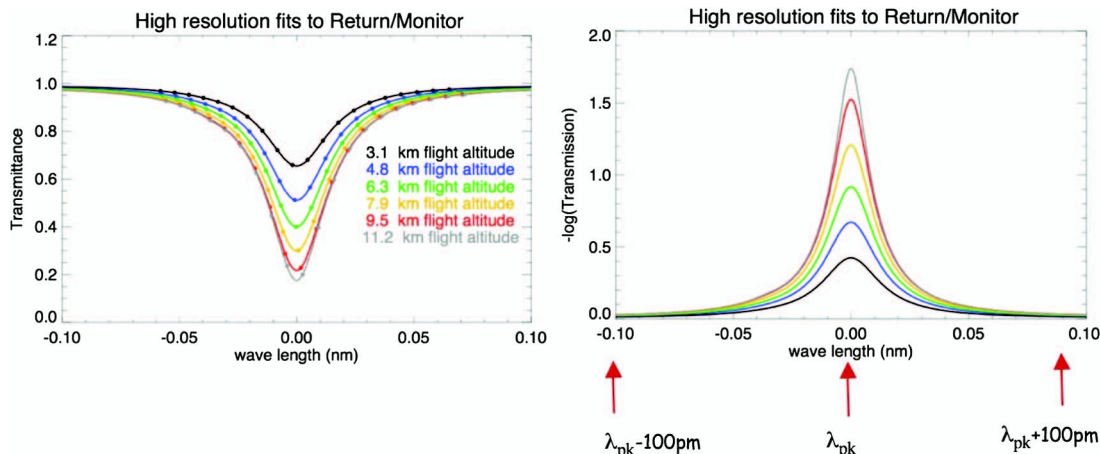 High resolution fits to Return/Monitor
1.2
1.0
0.8
0.6
0.4
0.2
0.0
Transmittance
3.1 km flight altitude
4.8 km flight altitude
6.3 km flight altitude
7.9 km flight altitude
9.5 km flight altitude
11.2 km flight altitude
-0.10 -0.05 0.00 0.05 0.10
wave length (nm)
High resolution fits to Return/Monitor
2.0
1.5
1.0
0.5
0.0
-log(Transmission)
-0.10 -0.05 0.00 0.05 0.10
wave length (nm)
λpk-100pm λpk λpk+100pm